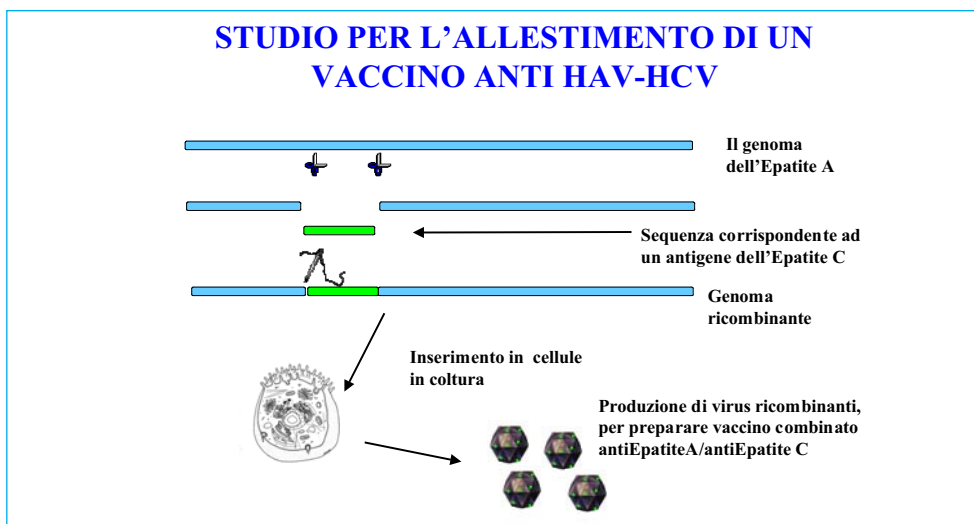 STUDIO PER L’ALLESTIMENTO DI UN
VACCINO ANTI HAV-HCV
Il genoma
dell’Epatite A
Sequenza corrispondente ad
un antigene dell’Epatite C
Genoma
ricombinante
Inserimento in cellule
in coltura
Produzione di virus ricombinanti,
per preparare vaccino combinato
antiEpatiteA/antiEpatite C